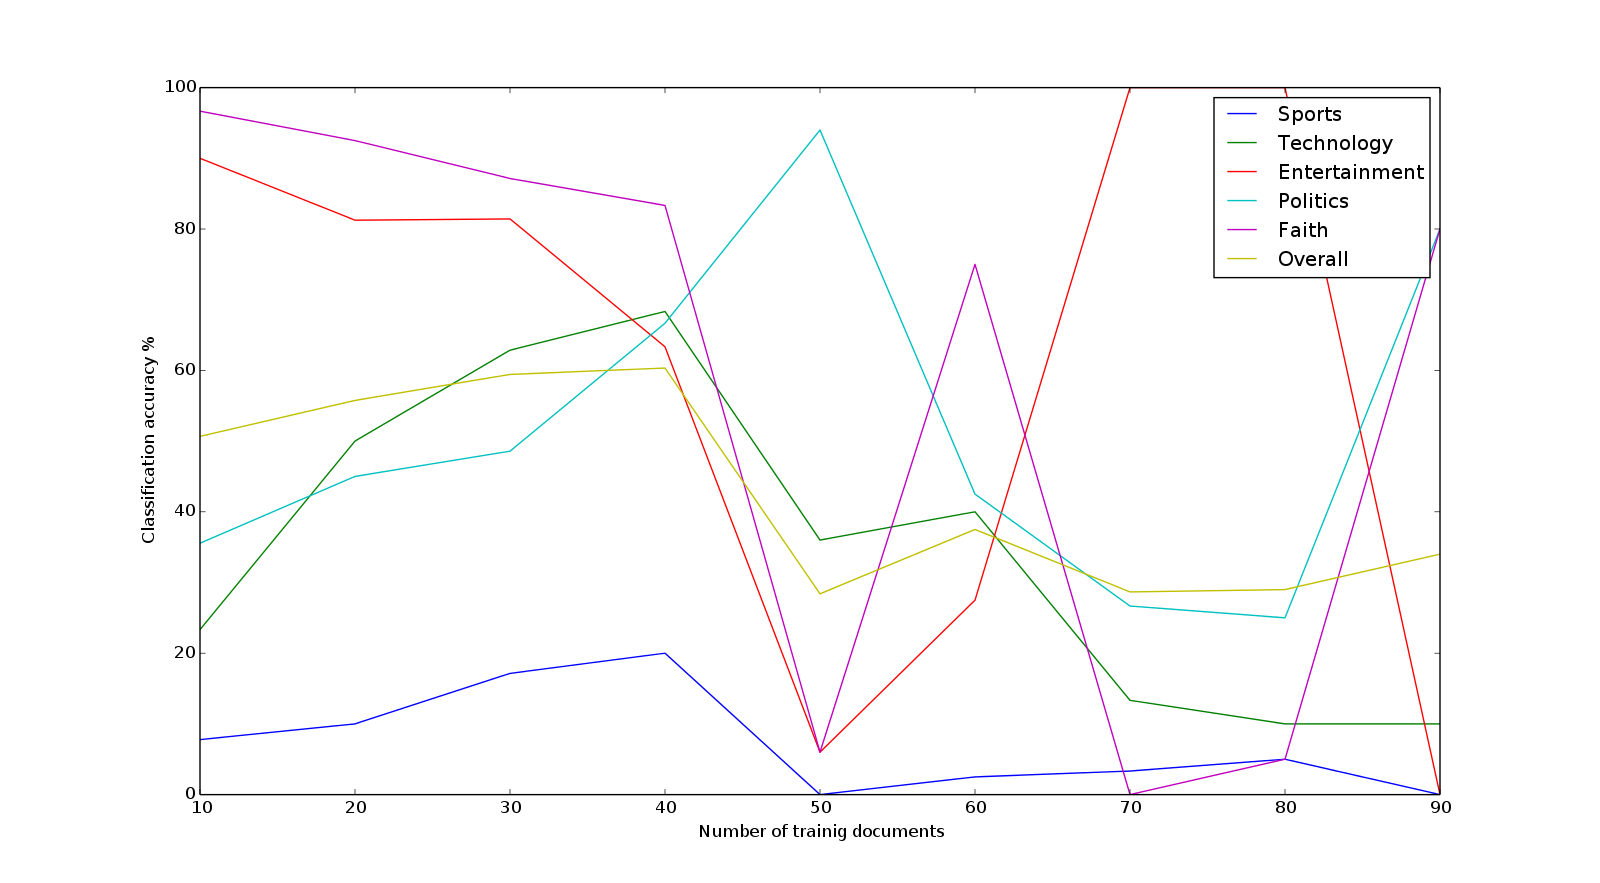 100
80
60
40
20
0
Classification accuracy %
Sports
Technology
Entertainment
Politics
Faith
Overall
10 20 30 40 50 60 70 80 90
Number of trainig documents